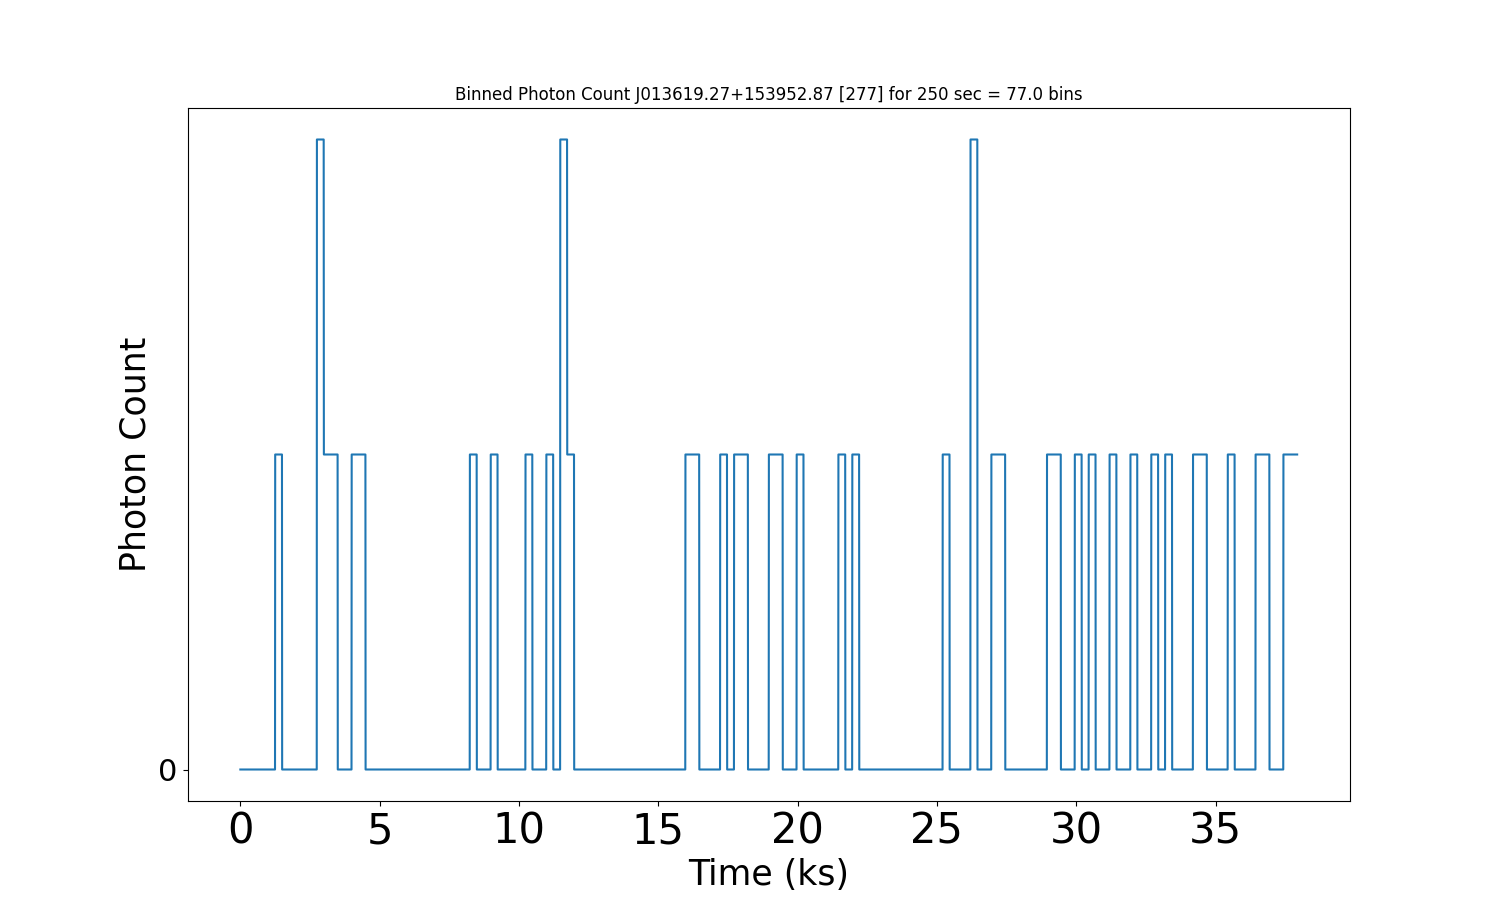 Binned Photon Count J013619.27+153952.87 [277] for 250 sec = 77.0 bins
Photon Count
0
0 5 10 15 20 25 30 35
Time (ks)